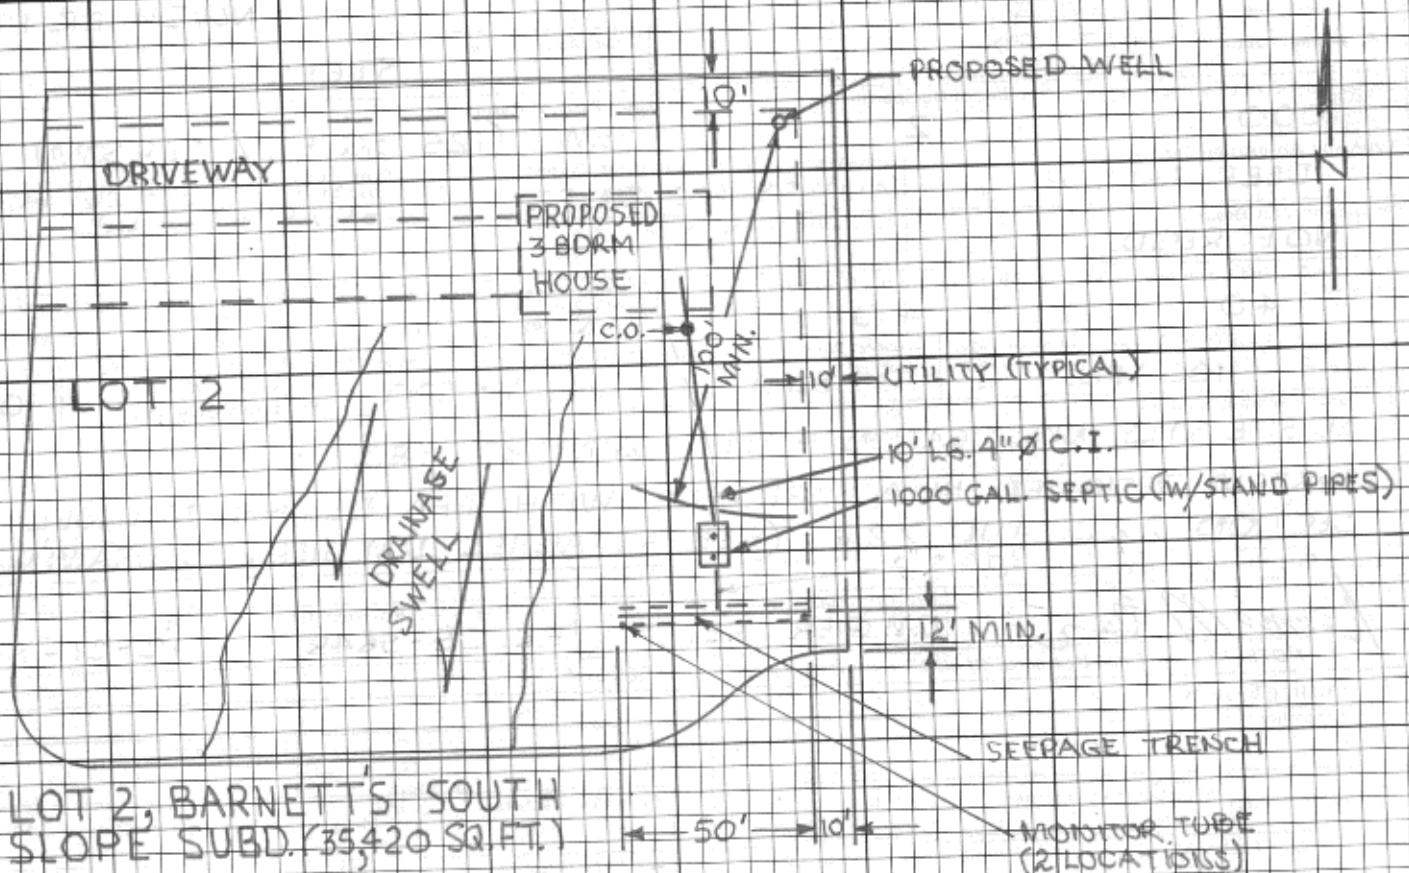 PROPOSED WELL
10'
N
DRIVEWAY
PROPOSED
3 BDRM
HOUSE
C.O.
100'
MIN.
10'
UTILITY (TYPICAL)
LOT 2
10' LG. 4" Ø C.I.
1000 GAL. SEPTIC (W/STAND PIPES)
DRAINAGE
SWELL
12' MIN.
SEEPAGE TRENCH
LOT 2, BARNETT'S SOUTH
SLOPE SUBD. (35,420 SQ.FT.)
50'
10'
MONITOR TUBE
(2 LOCATIONS)